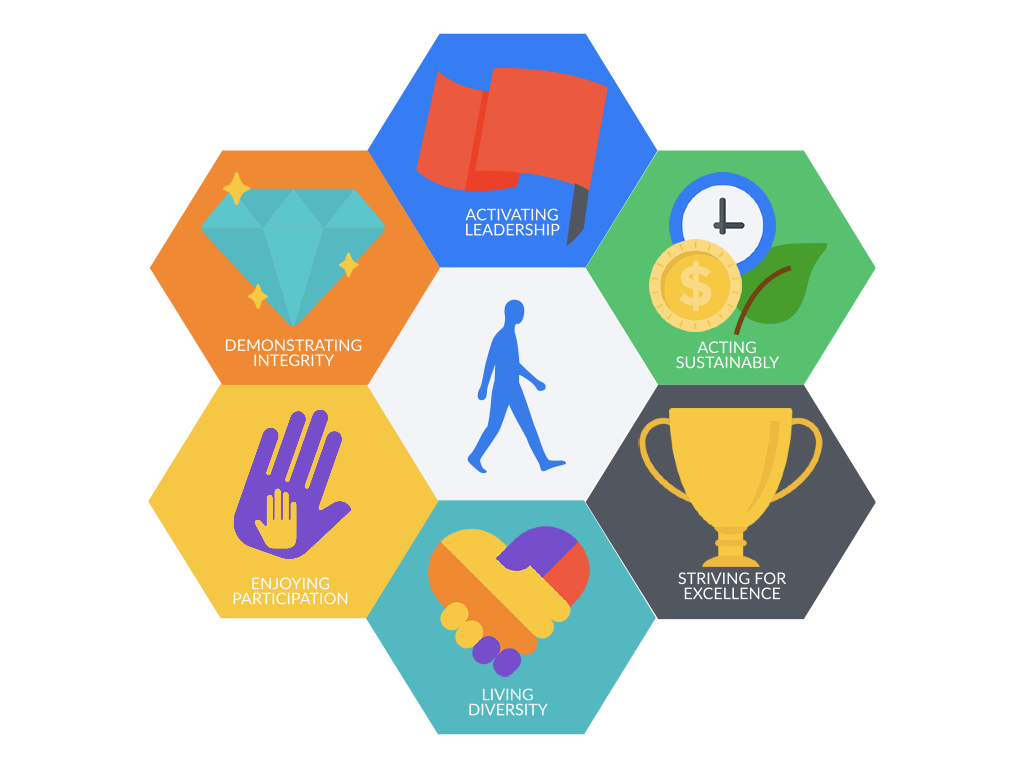 ACTIVATING
LEADERSHIP
DEMONSTRATING
INTEGRITY
$
ACTING
SUSTAINABLY
ENJOYING
PARTICIPATION
STRIVING FOR
EXCELLENCE
LIVING
DIVERSITY